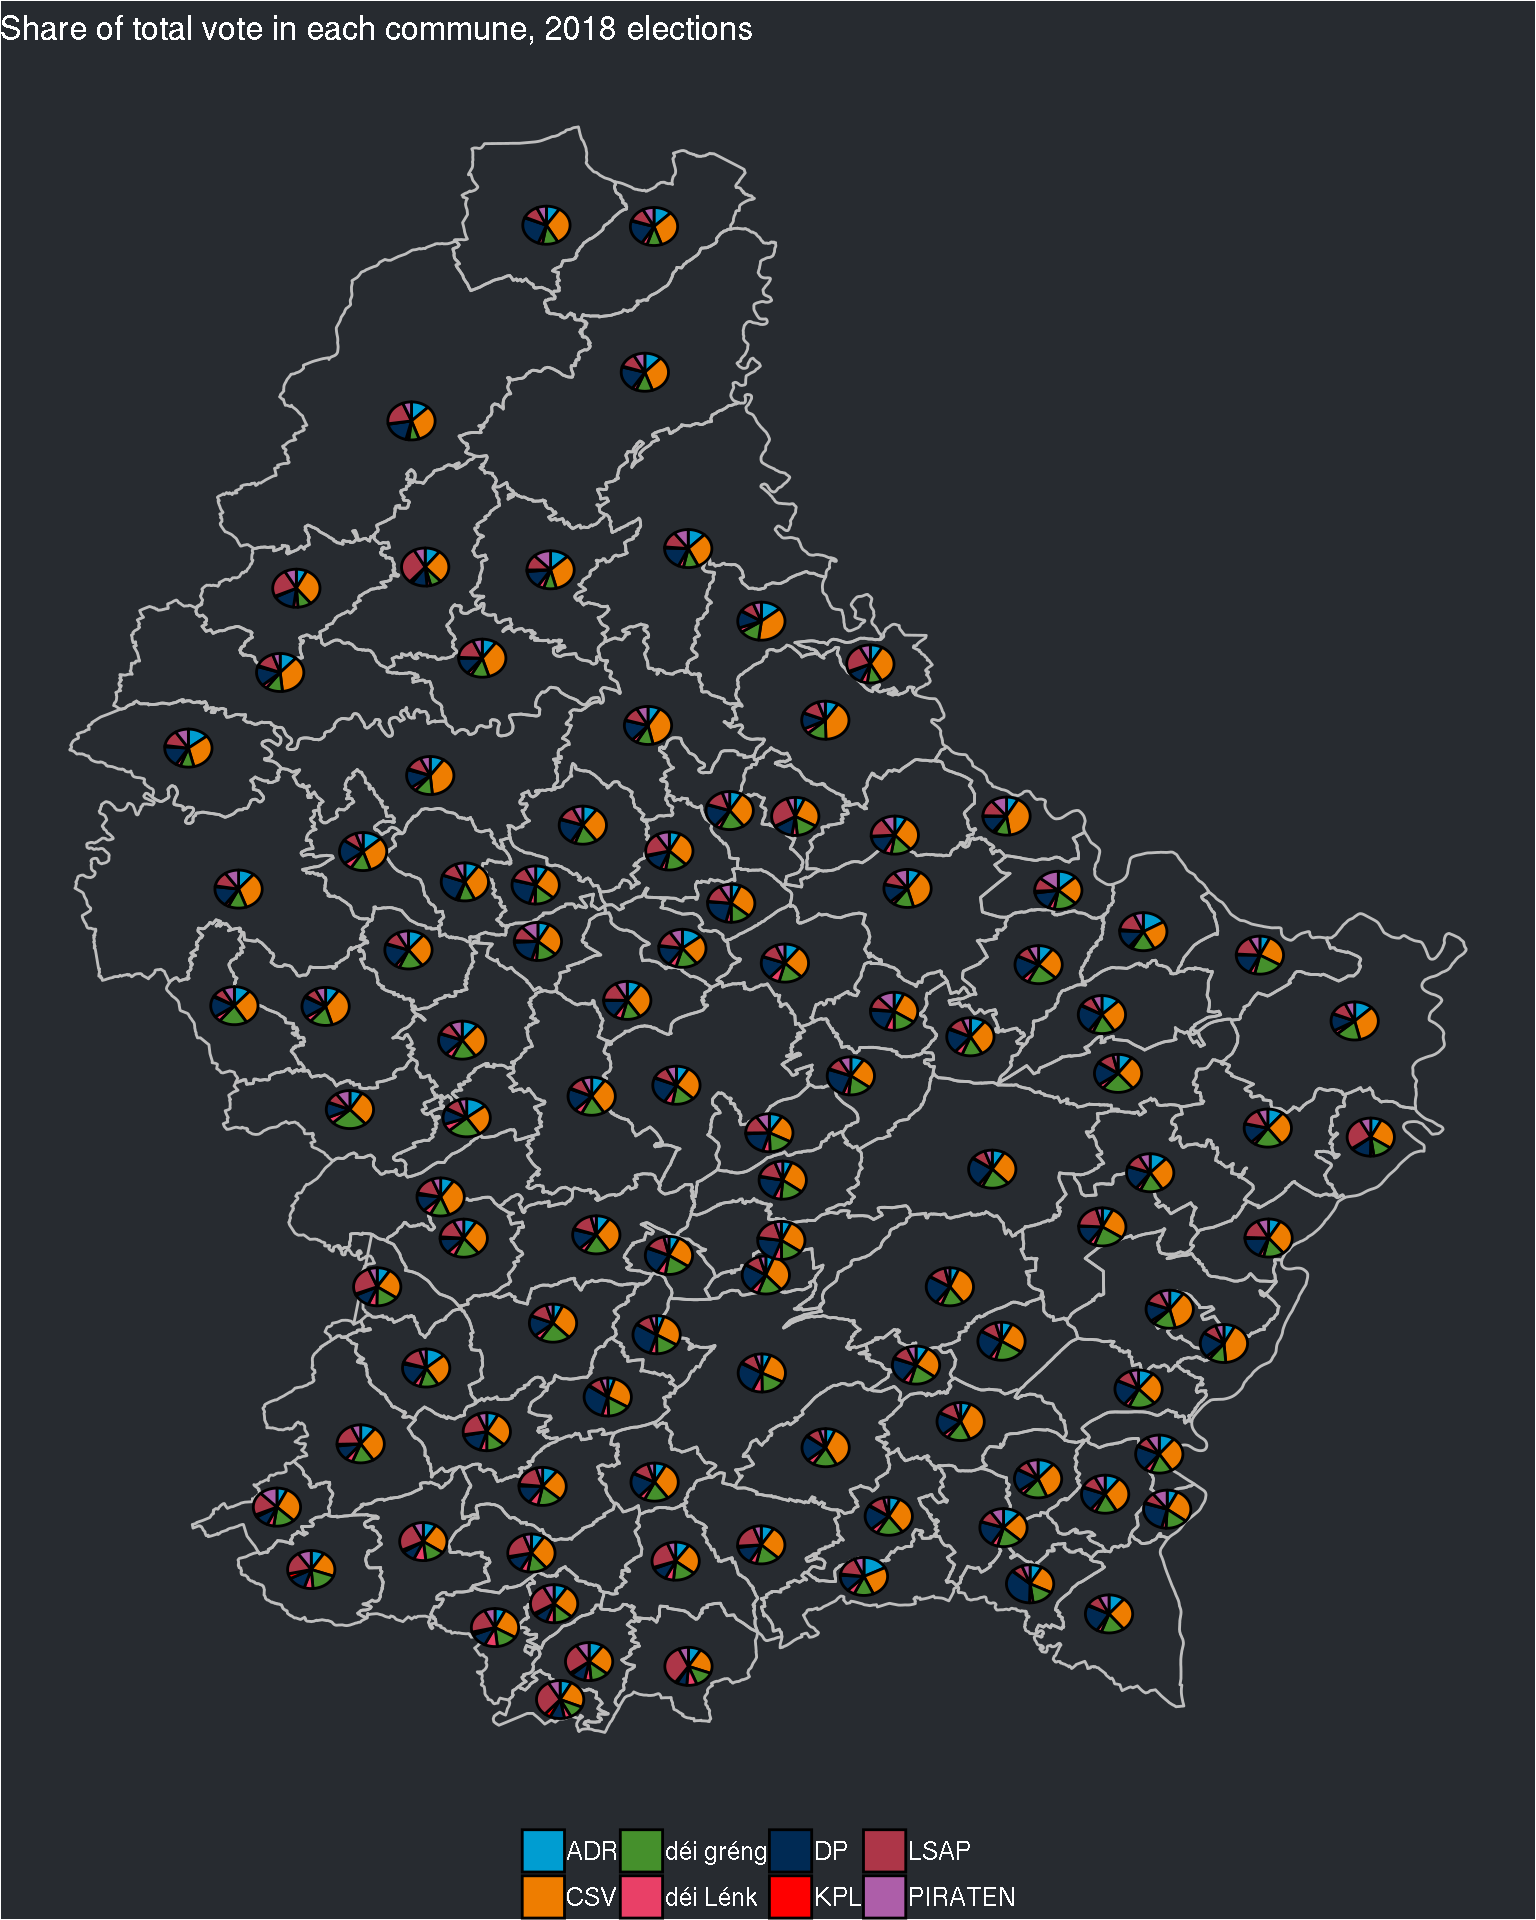 Share of total vote in each commune, 2018 elections
ADR déi gréng DP LSAP
CSV déi Lénk KPL PIRATEN